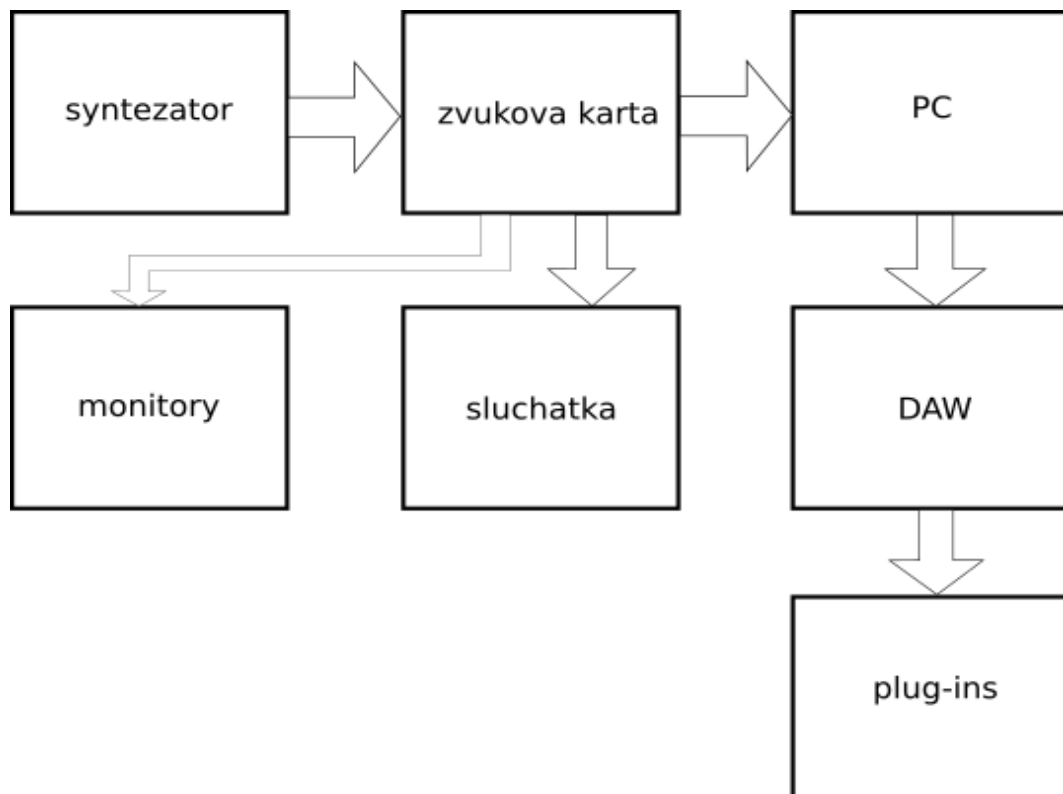 syntezator
zvukova karta
PC
monitory
sluchatka
DAW
plug-ins